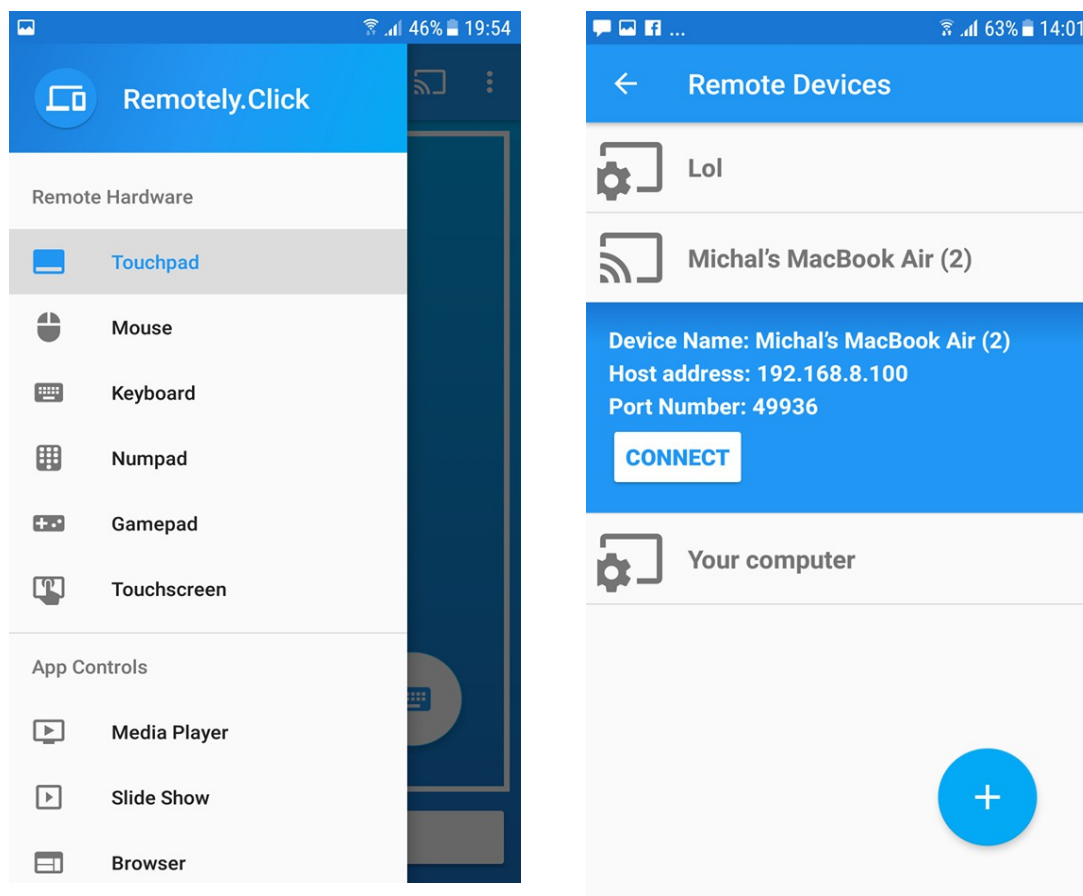 46% 19:54
Remotely.Click
Remote Hardware
Touchpad
Mouse
Keyboard
Numpad
Gamepad
Touchscreen
App Controls
Media Player
Slide Show
Browser
... 63% 14:01
Remote Devices
Lol
Michal's MacBook Air (2)
Device Name: Michal's MacBook Air (2)
Host address: 192.168.8.100
Port Number: 49936
CONNECT
Your computer